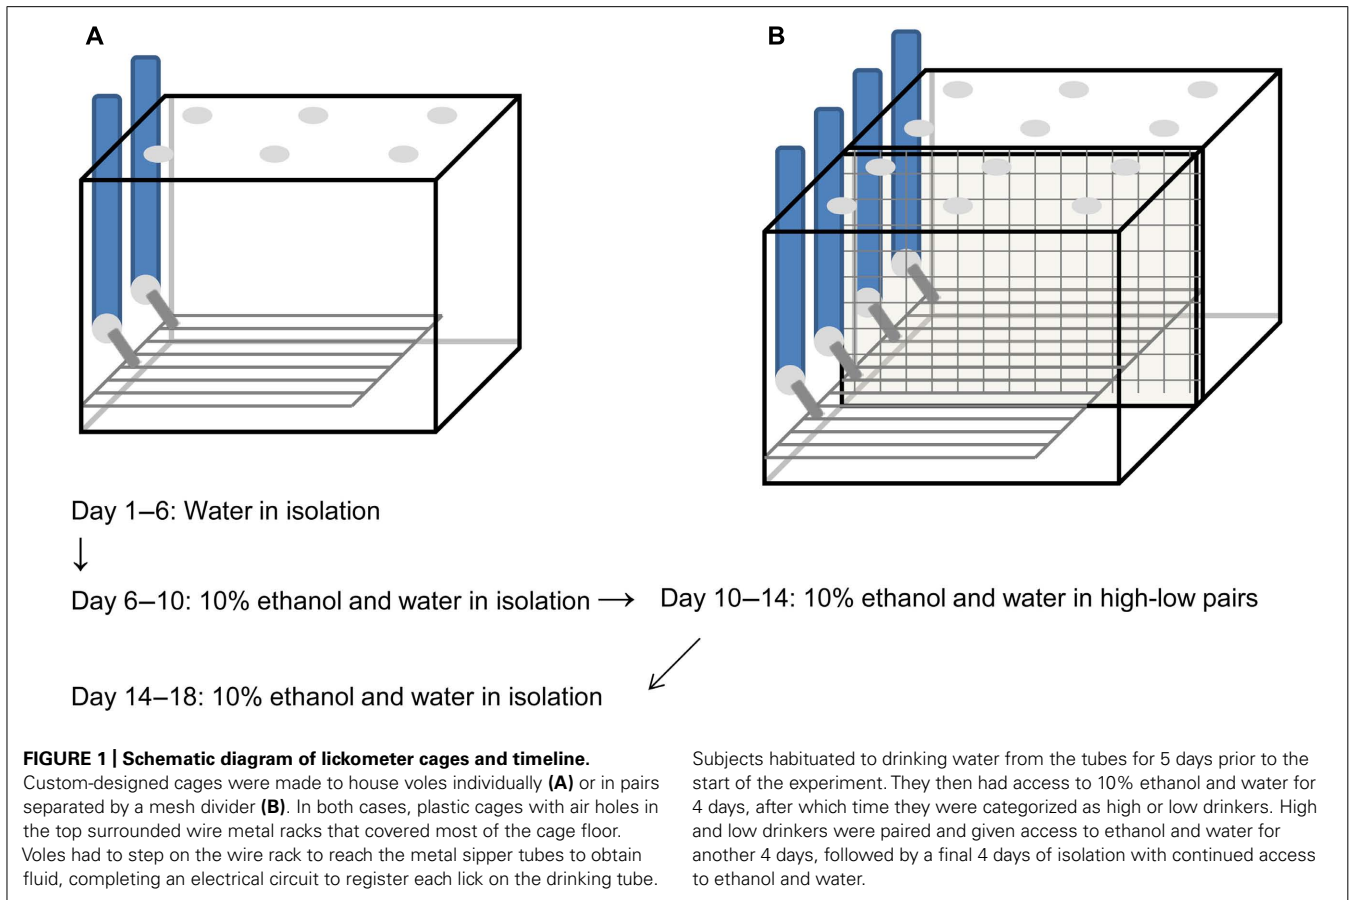 A
B
Day 1–6: Water in isolation
↓
Day 6–10: 10% ethanol and water in isolation → Day 10–14: 10% ethanol and water in high-low pairs
Day 14–18: 10% ethanol and water in isolation
FIGURE 1 | Schematic diagram of lickometer cages and timeline.
Custom-designed cages were made to house voles individually (A) or in pairs
separated by a mesh divider (B). In both cases, plastic cages with air holes in
the top surrounded wire metal racks that covered most of the cage floor.
Voles had to step on the wire rack to reach the metal sipper tubes to obtain
fluid, completing an electrical circuit to register each lick on the drinking tube.
Subjects habituated to drinking water from the tubes for 5 days prior to the
start of the experiment. They then had access to 10% ethanol and water for
4 days, after which time they were categorized as high or low drinkers. High
and low drinkers were paired and given access to ethanol and water for
another 4 days, followed by a final 4 days of isolation with continued access
to ethanol and water.